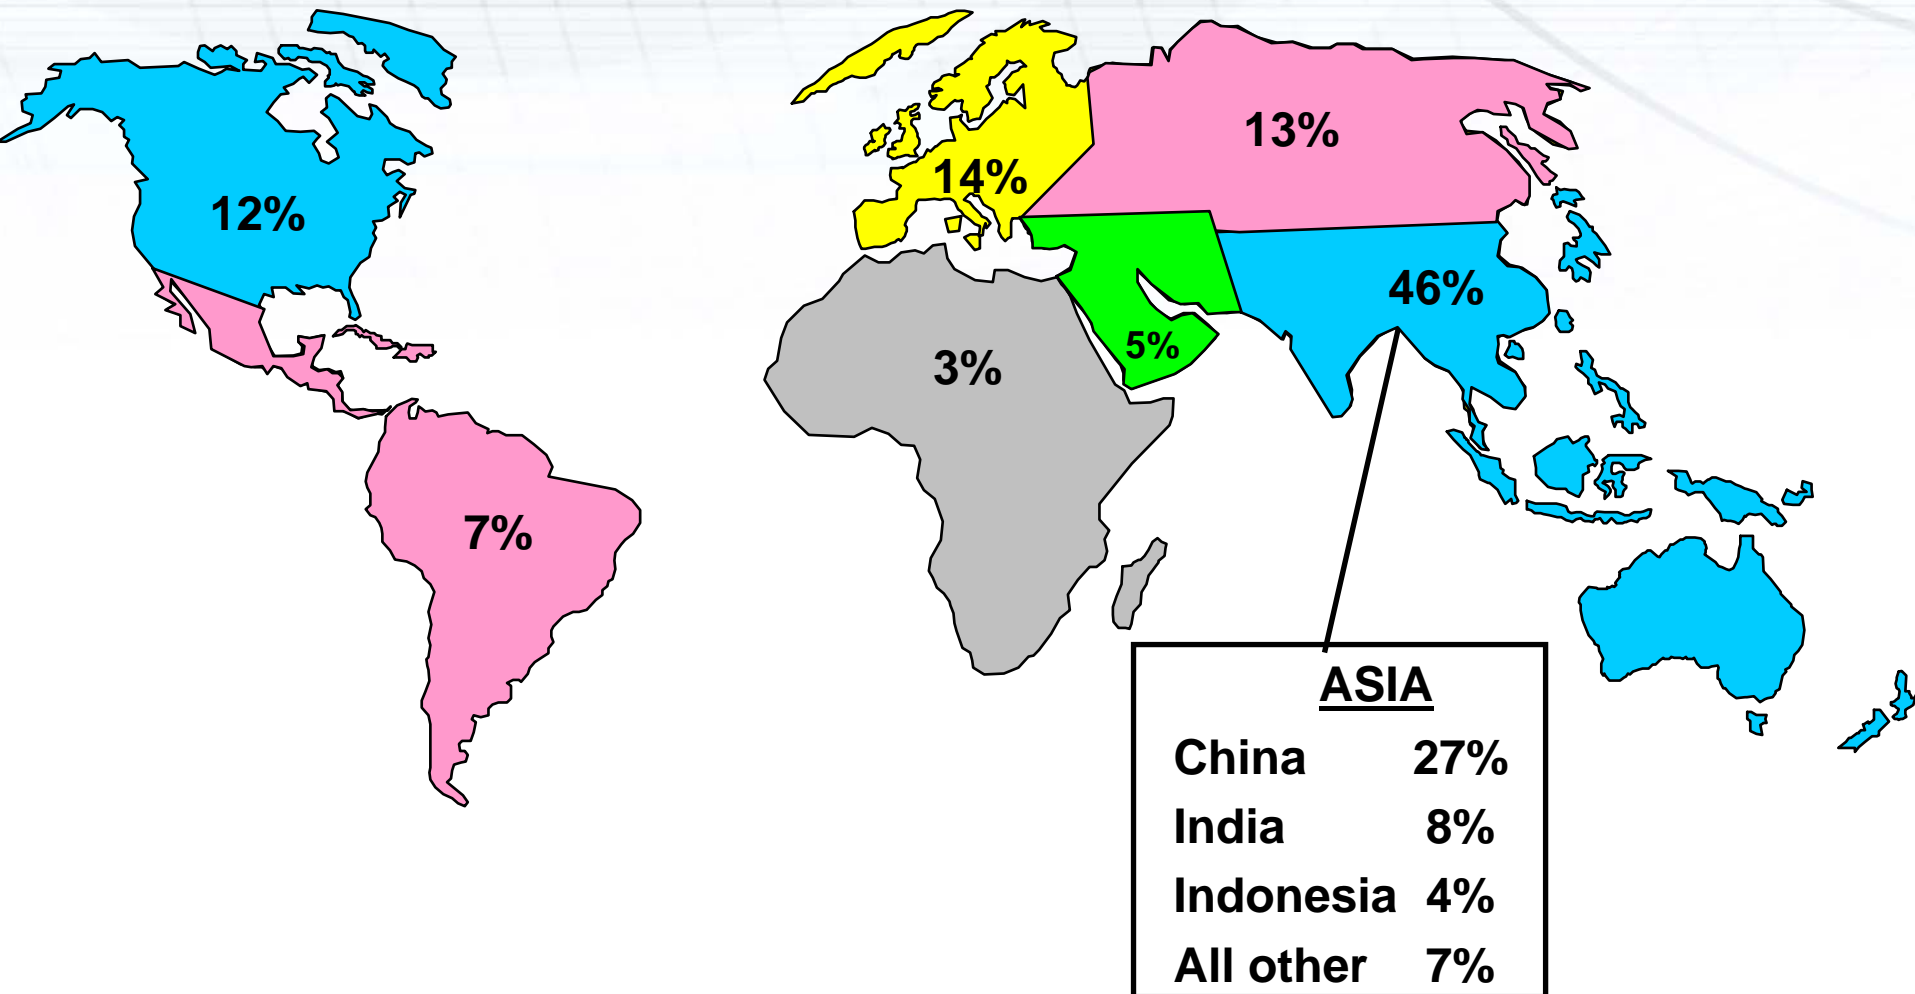 13%
14%
12%
46%
5%
3%
7%
ASIA
China 27%
India 8%
Indonesia 4%
All other 7%